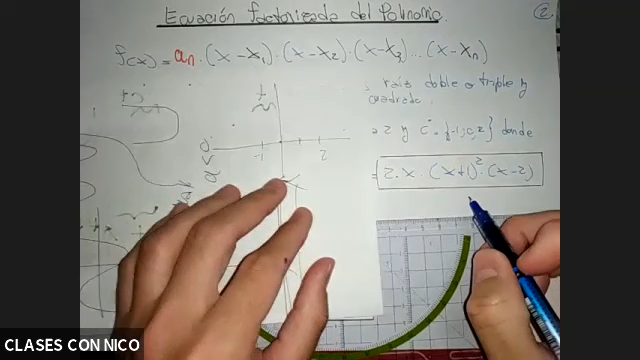 Ecuación factorizada del Polinomio. ②
f(x) = aₙ · (x - x₁) · (x - x₂) · (x - x₃) ... (x - xₙ)
raíz doble o triple y
cuadrado.
2 y C° = {-1, 0, 2} donde
= 2 · x · (x+1)² · (x-2)
-1 2
CLASES CON NICO